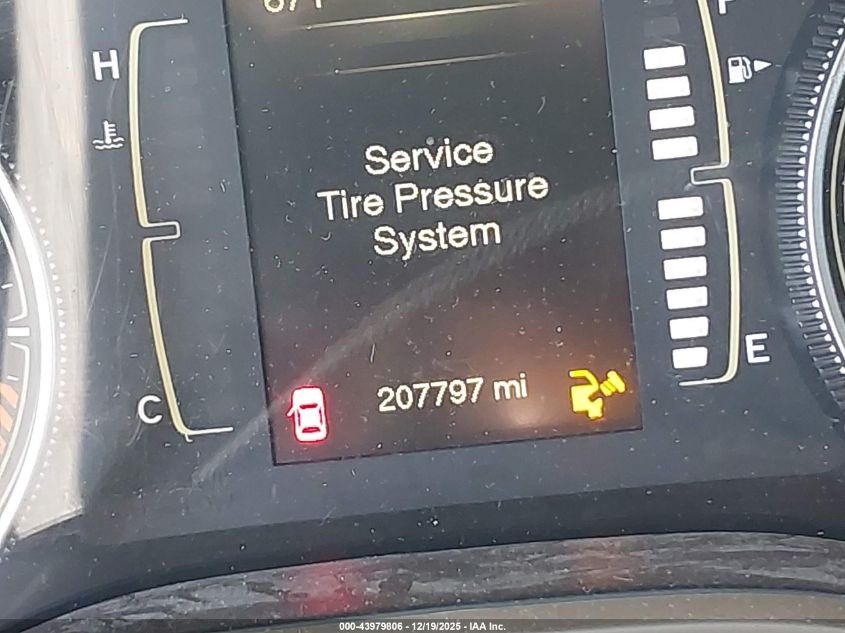 H
Service
Tire Pressure
System
207797 mi
C
E
000-43979806 - 12/19/2025 - IAA Inc.